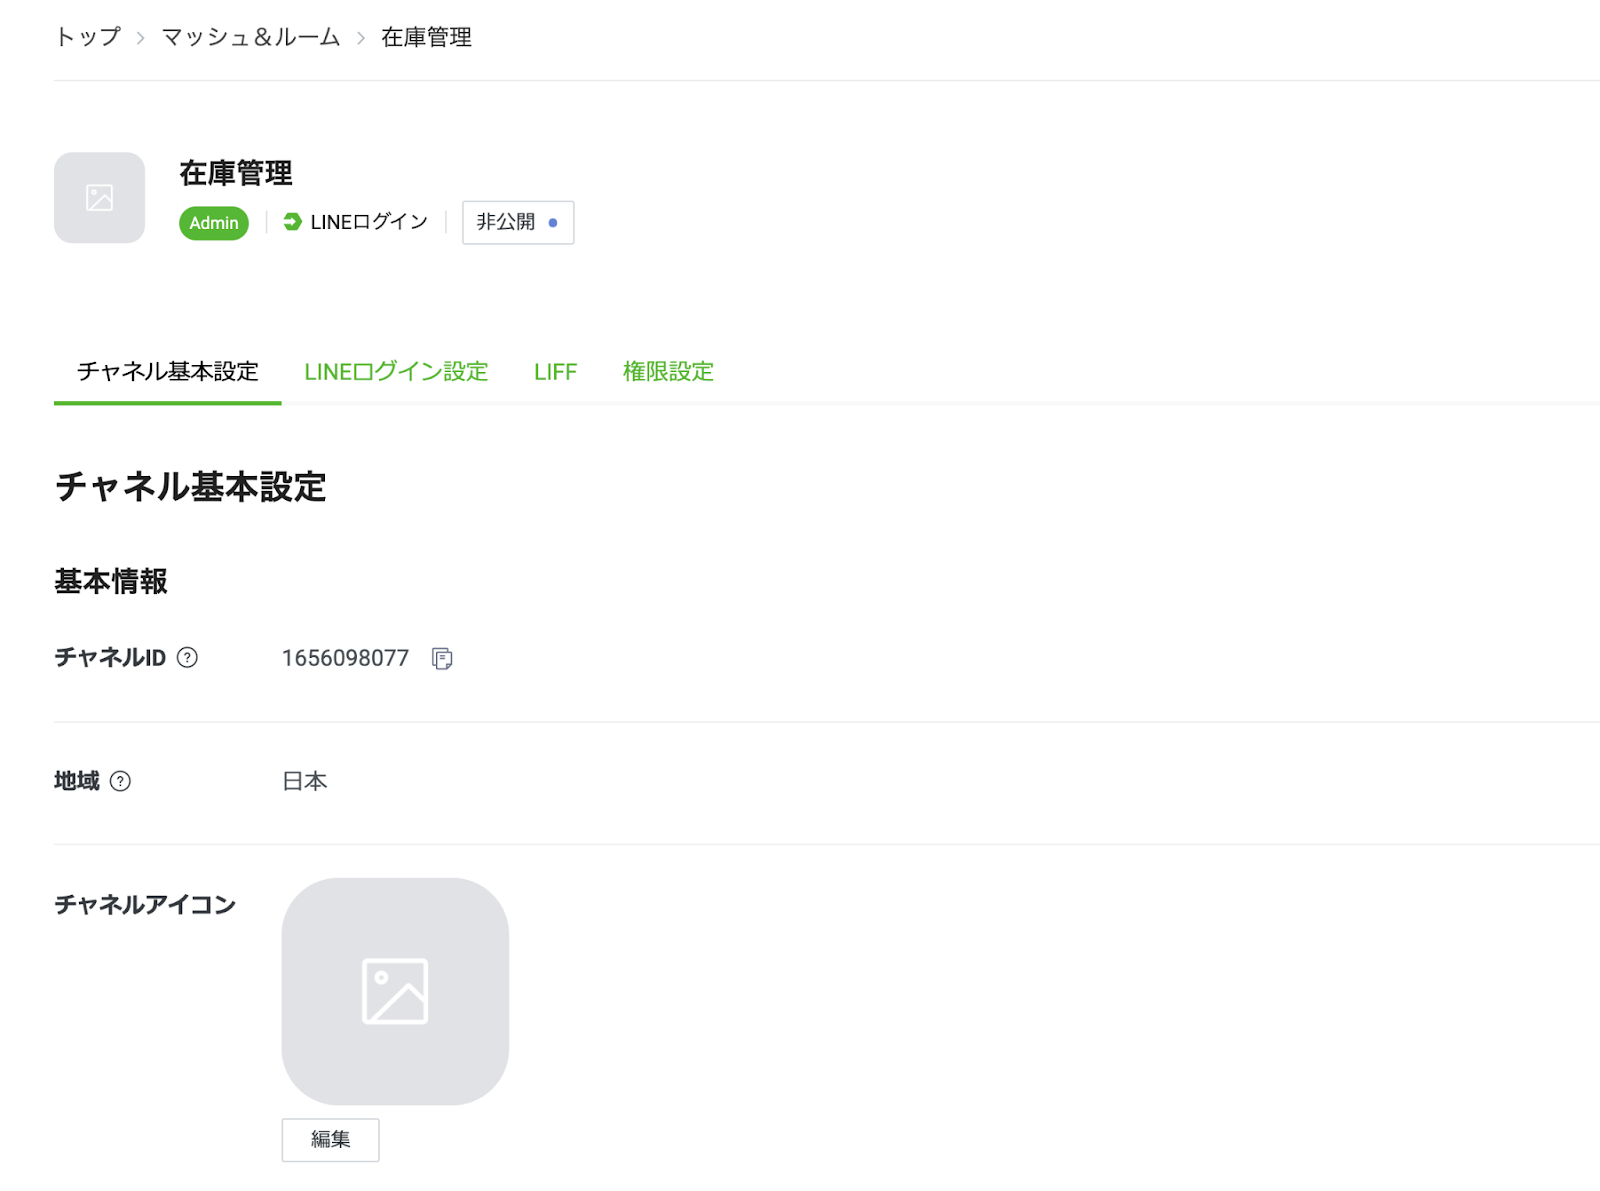 トップ › マッシュ＆ルーム › 在庫管理
在庫管理
Admin LINEログイン 非公開
チャネル基本設定 LINEログイン設定 LIFF 権限設定
チャネル基本設定
基本情報
チャネルID ? 1656098077
地域 ? 日本
チャネルアイコン
編集